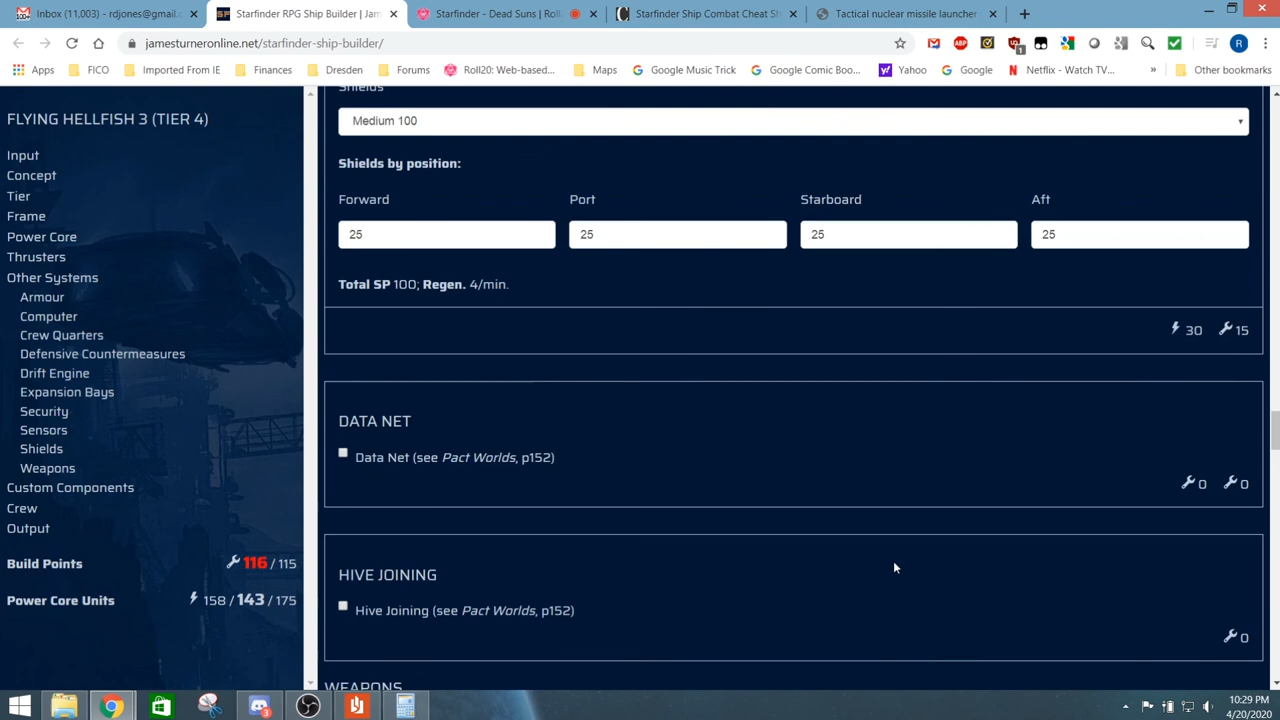 Inbox (11,003) - rdjones@gmail.c
Starfinder RPG Ship Builder | Jam
Starfinder - Dead Suns | Roll2
Starfinder Ship Combat Cheat Sh
Tactical nuclear missile launcher
jamesturneronline.net/starfinder-ship-builder/
Apps
FICO
Imported From IE
Finances
Dresden
Forums
Roll20: Web-based...
Maps
Google Music Trick
Google Comic Boo...
Yahoo
Google
Netflix - Watch TV...
»
Other bookmarks
FLYING HELLFISH 3 (TIER 4)
Input
Concept
Tier
Frame
Power Core
Thrusters
Other Systems
Armour
Computer
Crew Quarters
Defensive Countermeasures
Drift Engine
Expansion Bays
Security
Sensors
Shields
Weapons
Custom Components
Crew
Output
Build Points 116 / 115
Power Core Units 158 / 143 / 175
Shields
Medium 100
Shields by position:
Forward Port Starboard Aft
25 25 25 25
Total SP 100; Regen. 4/min.
30 15
DATA NET
Data Net (see Pact Worlds, p152)
0 0
HIVE JOINING
Hive Joining (see Pact Worlds, p152)
0
WEAPONS
10:29 PM
4/20/2020